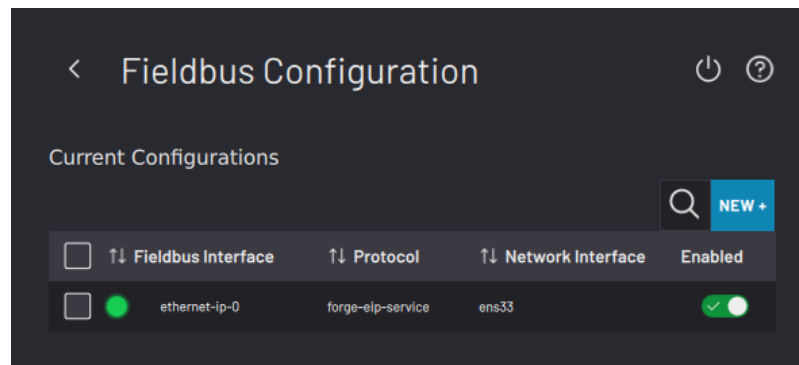 Fieldbus Configuration
Current Configurations
NEW +
Fieldbus Interface Protocol Network Interface Enabled
ethernet-ip-0 forge-eip-service ens33